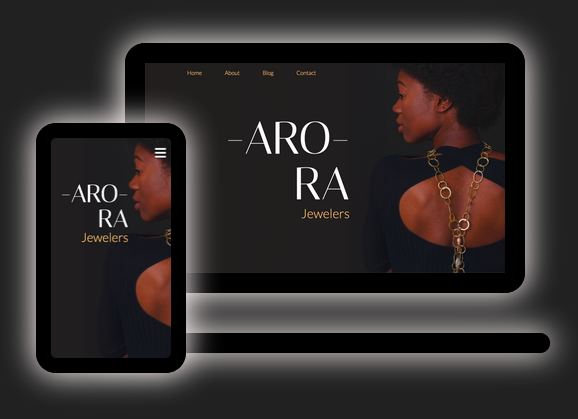 Home About Blog Contact
–ARO–
RA
Jewelers
–ARO–
RA
Jewelers